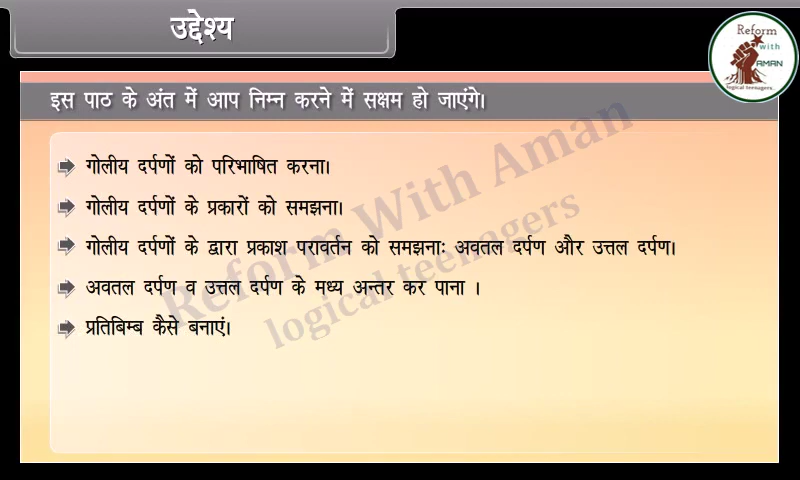 उद्देश्य
Reform
with
AMAN
logical teenagers.
इस पाठ के अंत में आप निम्न करने में सक्षम हो जाएंगे।
गोलीय दर्पणों को परिभाषित करना।
गोलीय दर्पणों के प्रकारों को समझना।
गोलीय दर्पणों के द्वारा प्रकाश परावर्तन को समझनाः अवतल दर्पण और उत्तल दर्पण।
अवतल दर्पण व उत्तल दर्पण के मध्य अन्तर कर पाना ।
प्रतिबिम्ब कैसे बनाएं।
Reform With Aman
logical teenagers